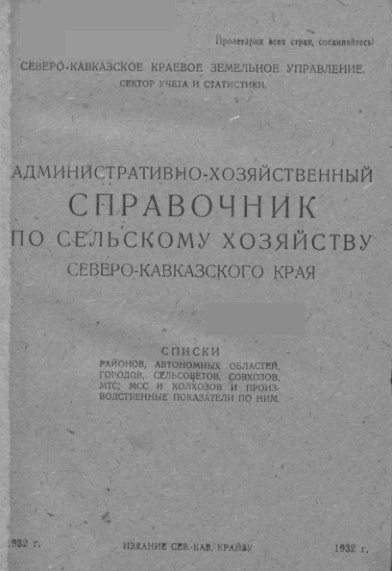 Пролетарии всех стран, соединяйтесь!
СЕВЕРО-КАВКАЗСКОЕ КРАЕВОЕ ЗЕМЕЛЬНОЕ УПРАВЛЕНИЕ.
СЕКТОР УЧЕТА И СТАТИСТИКИ.
АДМИНИСТРАТИВНО-ХОЗЯЙСТВЕННЫЙ
СПРАВОЧНИК
ПО СЕЛЬСКОМУ ХОЗЯЙСТВУ
СЕВЕРО-КАВКАЗСКОГО КРАЯ
СПИСКИ
РАЙОНОВ, АВТОНОМНЫХ ОБЛАСТЕЙ,
ГОРОДОВ, СЕЛЬСОВЕТОВ, СОВХОЗОВ,
МТС, МСС И КОЛХОЗОВ И ПРОИЗ-
ВОДСТВЕННЫЕ ПОКАЗАТЕЛИ ПО НИМ.
1932 г. ИЗДАНИЕ СЕВ.-КАВ. КРАЙЗУ 1932 г.